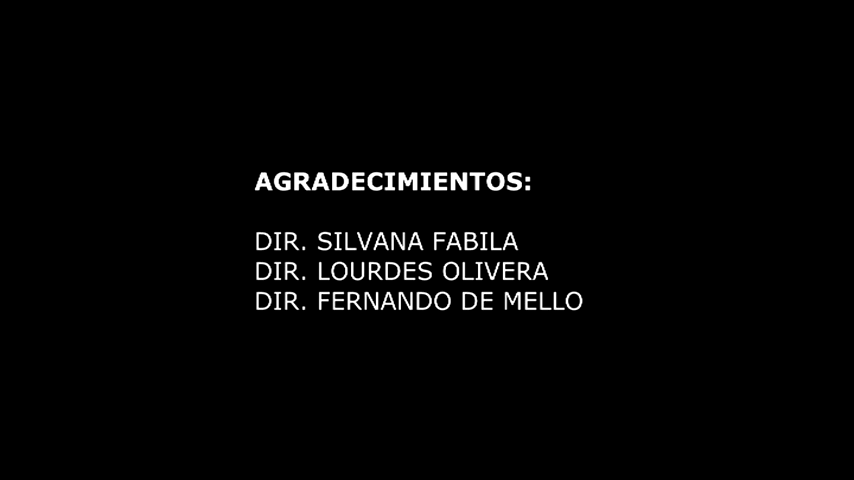 AGRADECIMIENTOS:
DIR. SILVANA FABILA
DIR. LOURDES OLIVERA
DIR. FERNANDO DE MELLO